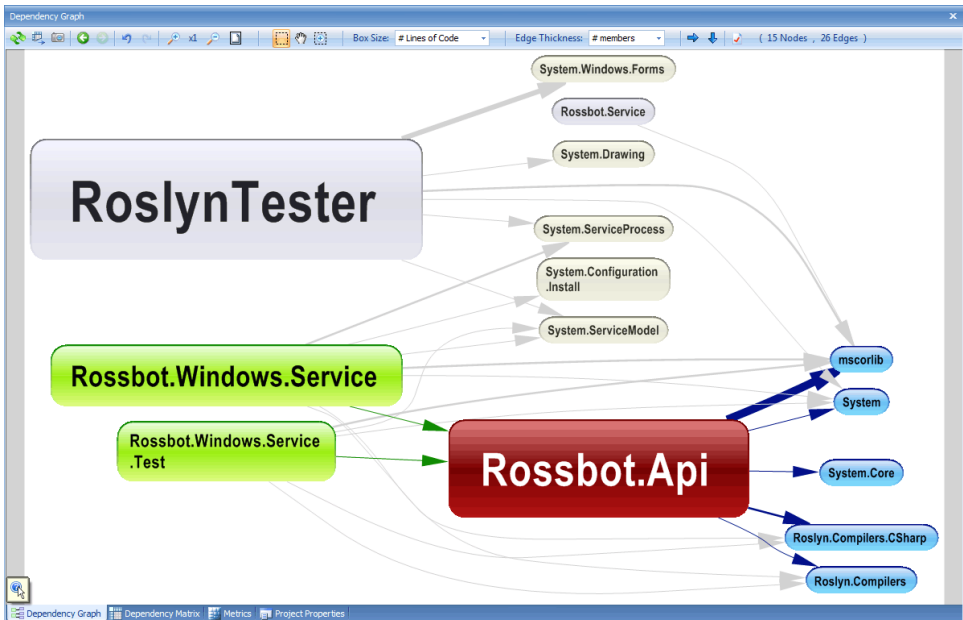 Dependency Graph
x1
Box Size:
# Lines of Code
Edge Thickness:
# members
( 15 Nodes , 26 Edges )
System.Windows.Forms
Rossbot.Service
System.Drawing
RoslynTester
System.ServiceProcess
System.Configuration
.Install
System.ServiceModel
mscorlib
Rossbot.Windows.Service
System
Rossbot.Windows.Service
.Test
Rossbot.Api
System.Core
Roslyn.Compilers.CSharp
Roslyn.Compilers
Dependency Graph
Dependency Matrix
Metrics
Project Properties